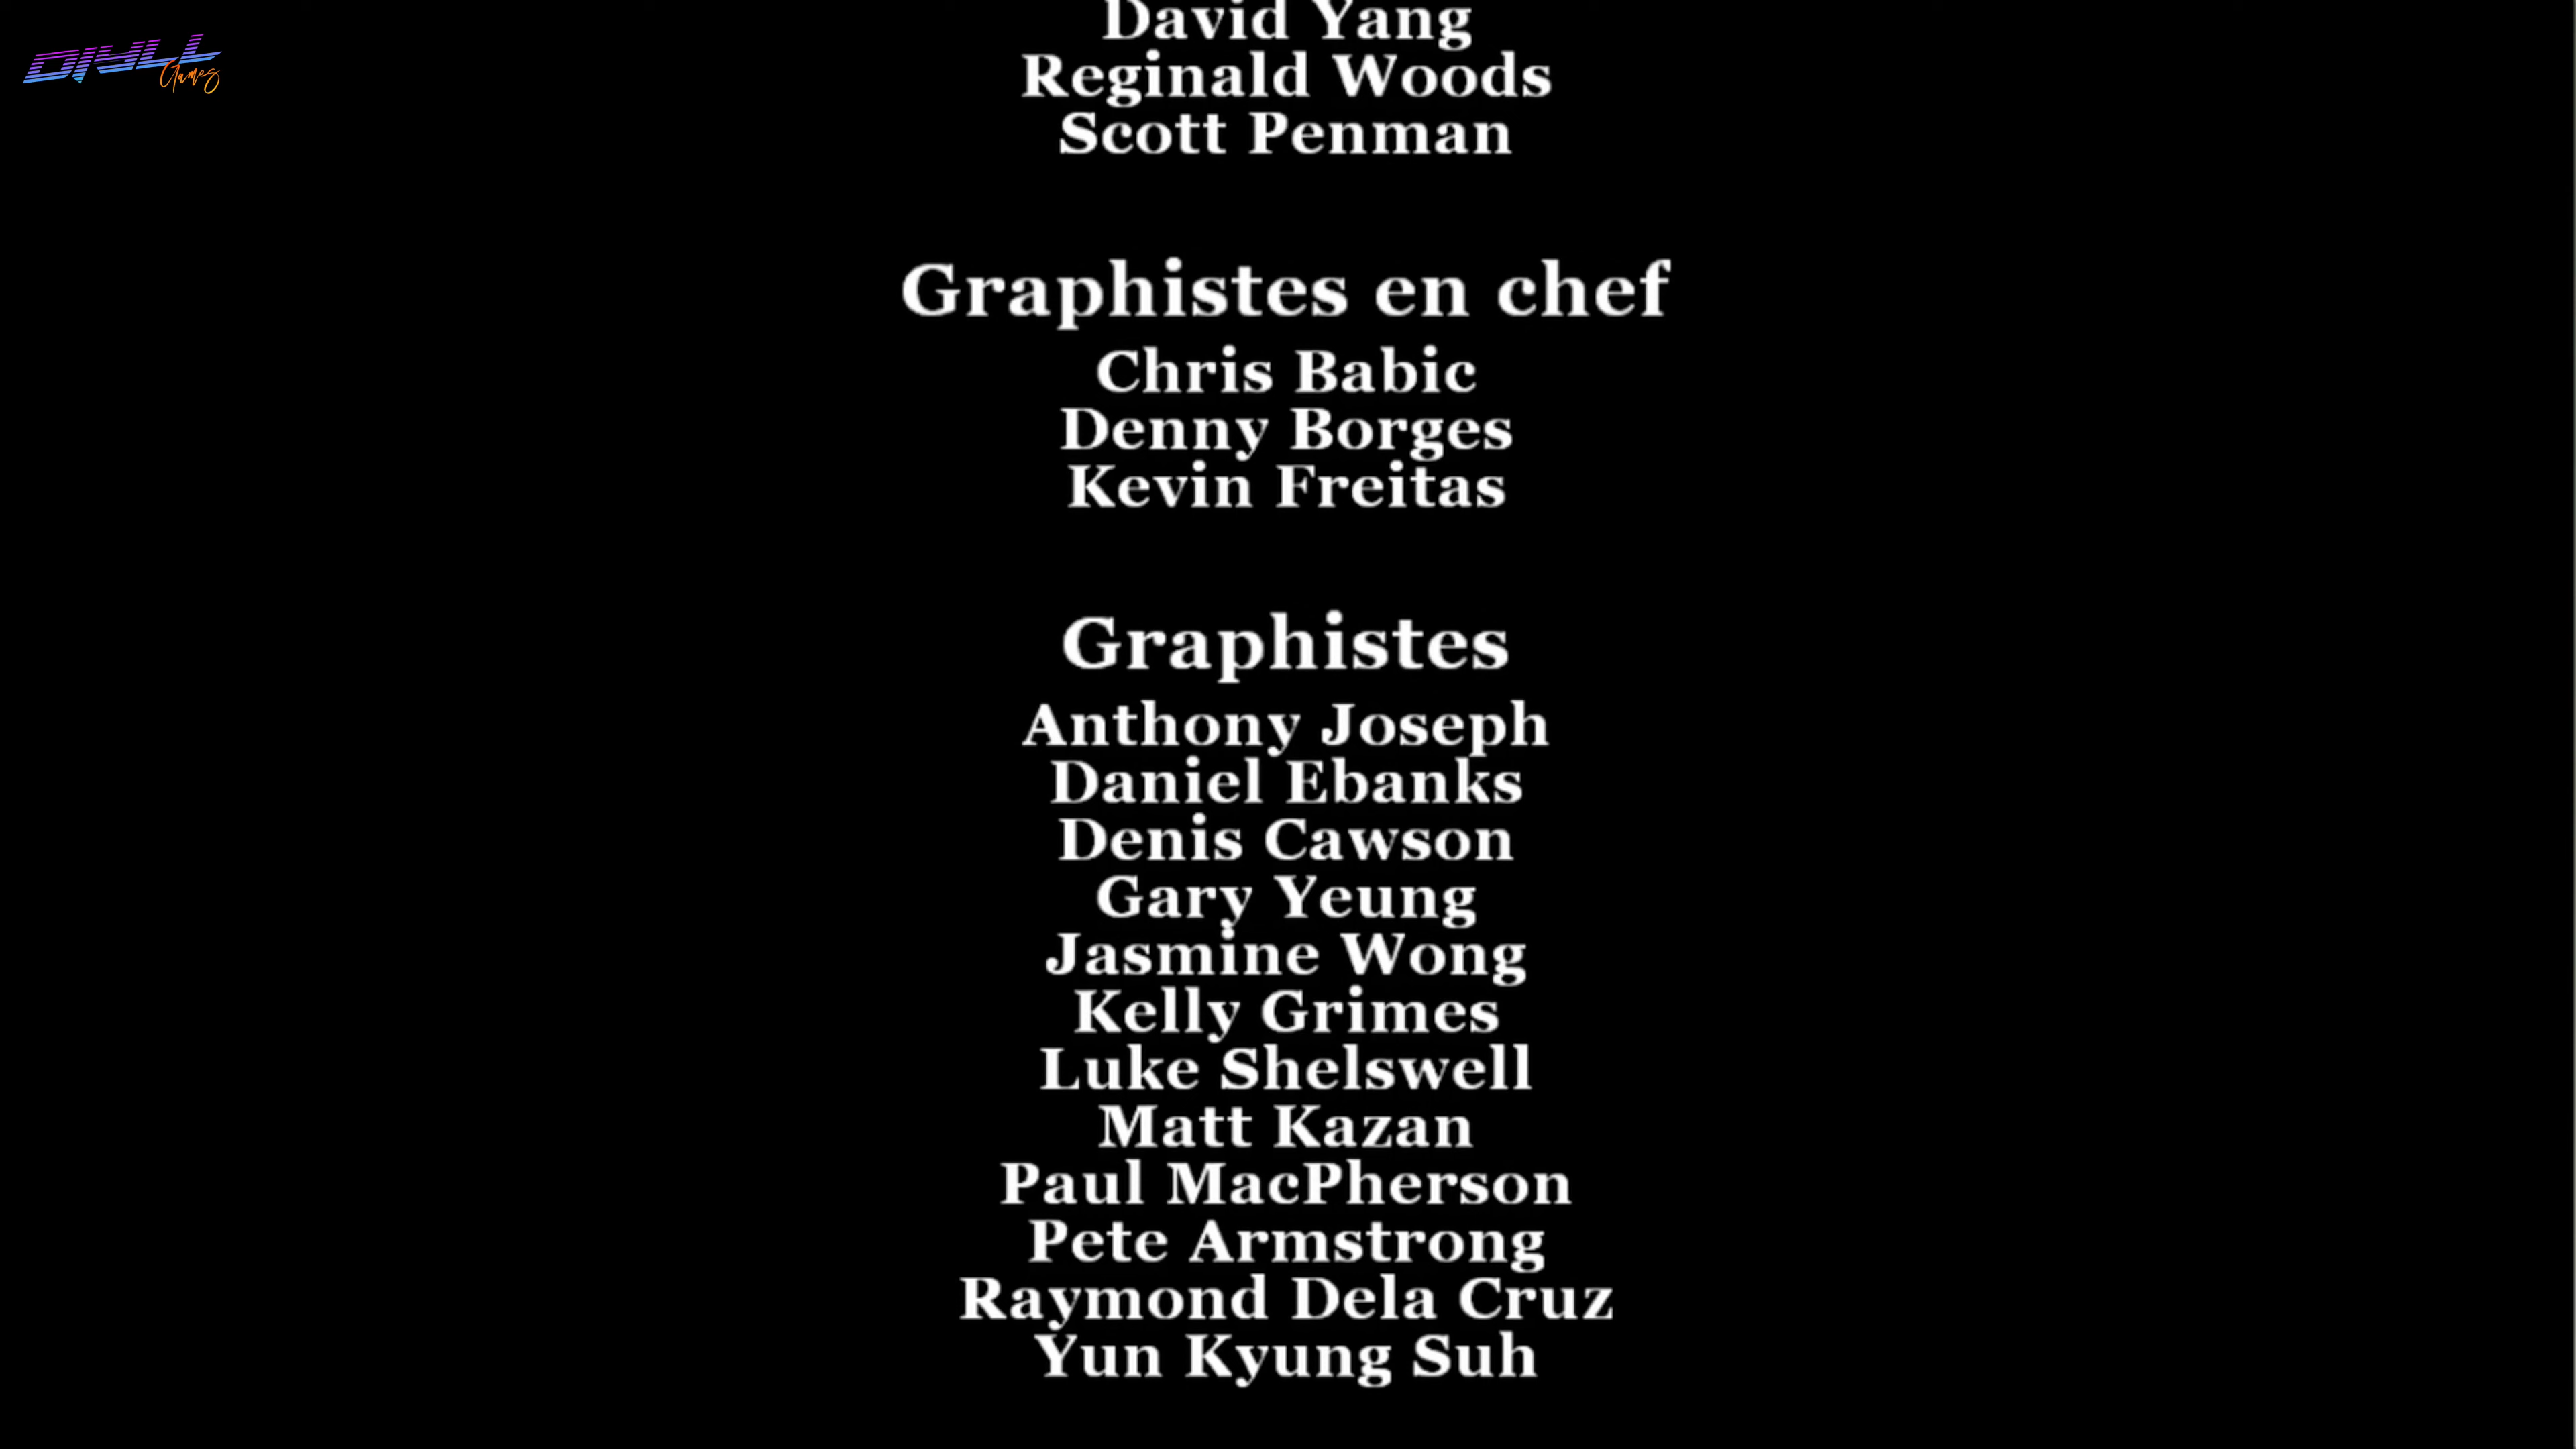 David Yang
Reginald Woods
Scott Penman
Graphistes en chef
Chris Babic
Denny Borges
Kevin Freitas
Graphistes
Anthony Joseph
Daniel Ebanks
Denis Cawson
Gary Yeung
Jasmine Wong
Kelly Grimes
Luke Shelswell
Matt Kazan
Paul MacPherson
Pete Armstrong
Raymond Dela Cruz
Yun Kyung Suh
Games